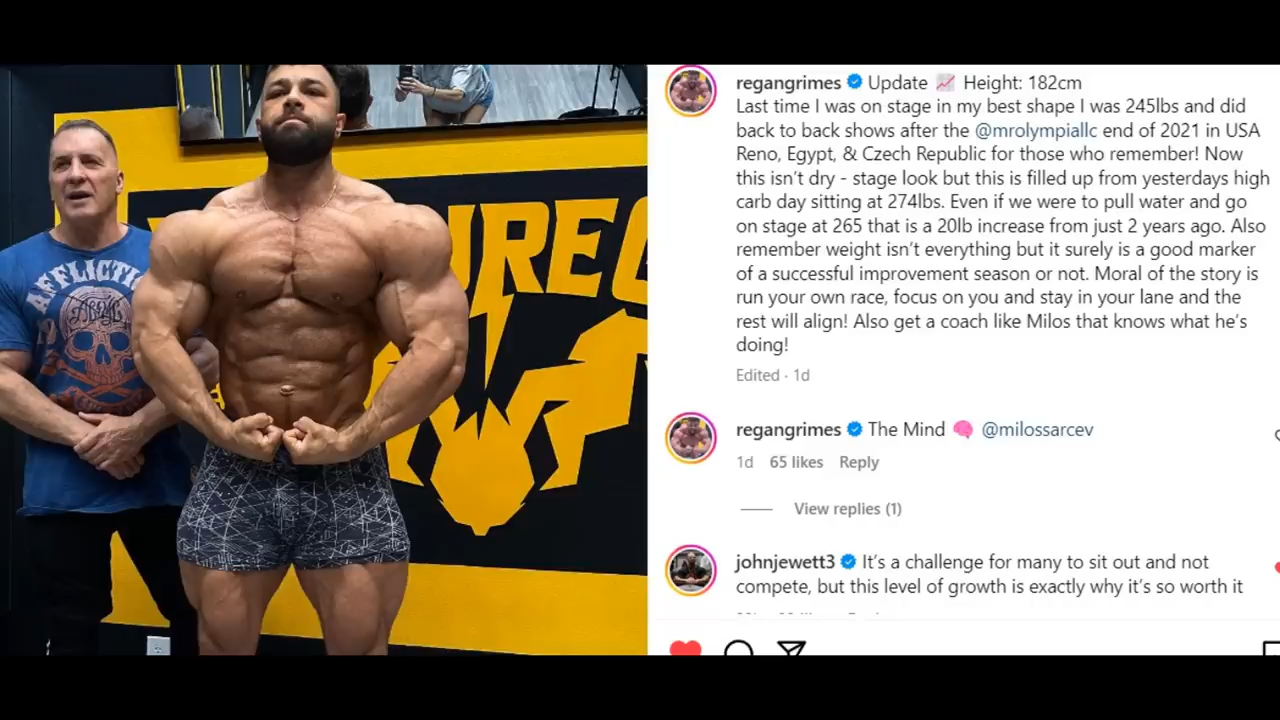 AFFLICTION
URE
regangrimes Update 📈 Height: 182cm
Last time I was on stage in my best shape I was 245lbs and did
back to back shows after the @mrolympiallc end of 2021 in USA
Reno, Egypt, & Czech Republic for those who remember! Now
this isn't dry - stage look but this is filled up from yesterdays high
carb day sitting at 274lbs. Even if we were to pull water and go
on stage at 265 that is a 20lb increase from just 2 years ago. Also
remember weight isn't everything but it surely is a good marker
of a successful improvement season or not. Moral of the story is
run your own race, focus on you and stay in your lane and the
rest will align! Also get a coach like Milos that knows what he's
doing!
Edited · 1d
regangrimes The Mind 🧠 @milossarcev
1d 65 likes Reply
View replies (1)
johnjewett3 It's a challenge for many to sit out and not
compete, but this level of growth is exactly why it's so worth it